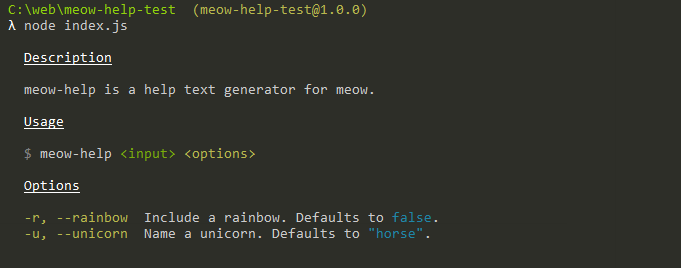 C:\web\meow-help-test  (meow-help-test@1.0.0)
λ node index.js
Description
meow-help is a help text generator for meow.
Usage
$ meow-help <input> <options>
Options
-r, --rainbow  Include a rainbow. Defaults to false.
-u, --unicorn  Name a unicorn. Defaults to "horse".